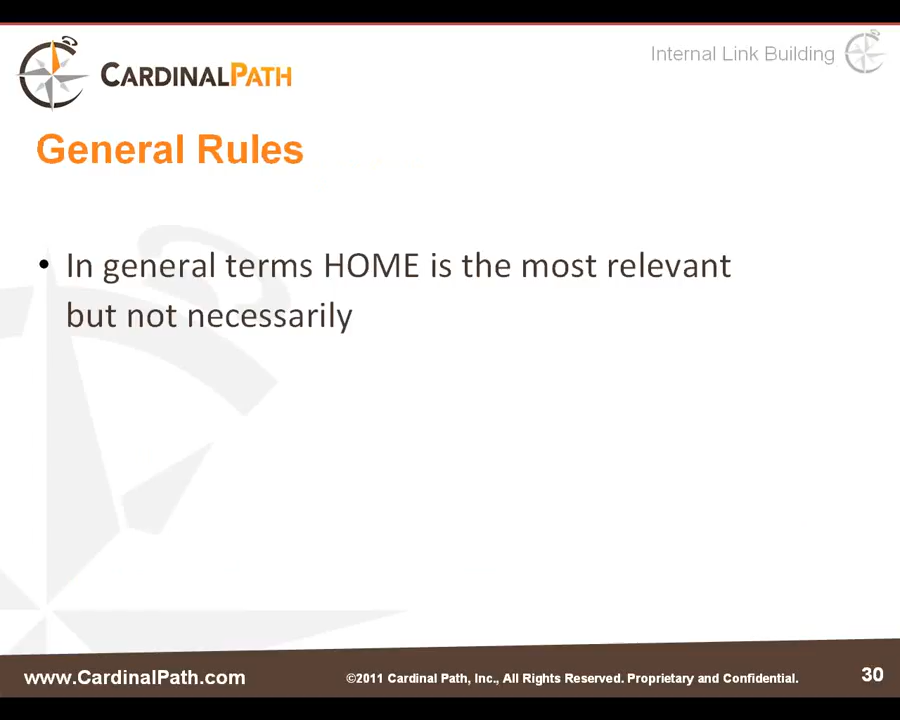 CARDINALPATH
Internal Link Building
General Rules
• In general terms HOME is the most relevant
but not necessarily
www.CardinalPath.com
©2011 Cardinal Path, Inc., All Rights Reserved. Proprietary and Confidential.
30